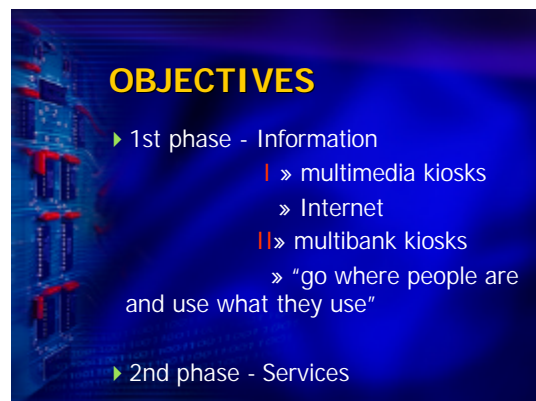 OBJECTIVES
1st phase - Information
I » multimedia kiosks
» Internet
II» multibank kiosks
» “go where people are
and use what they use”
2nd phase - Services